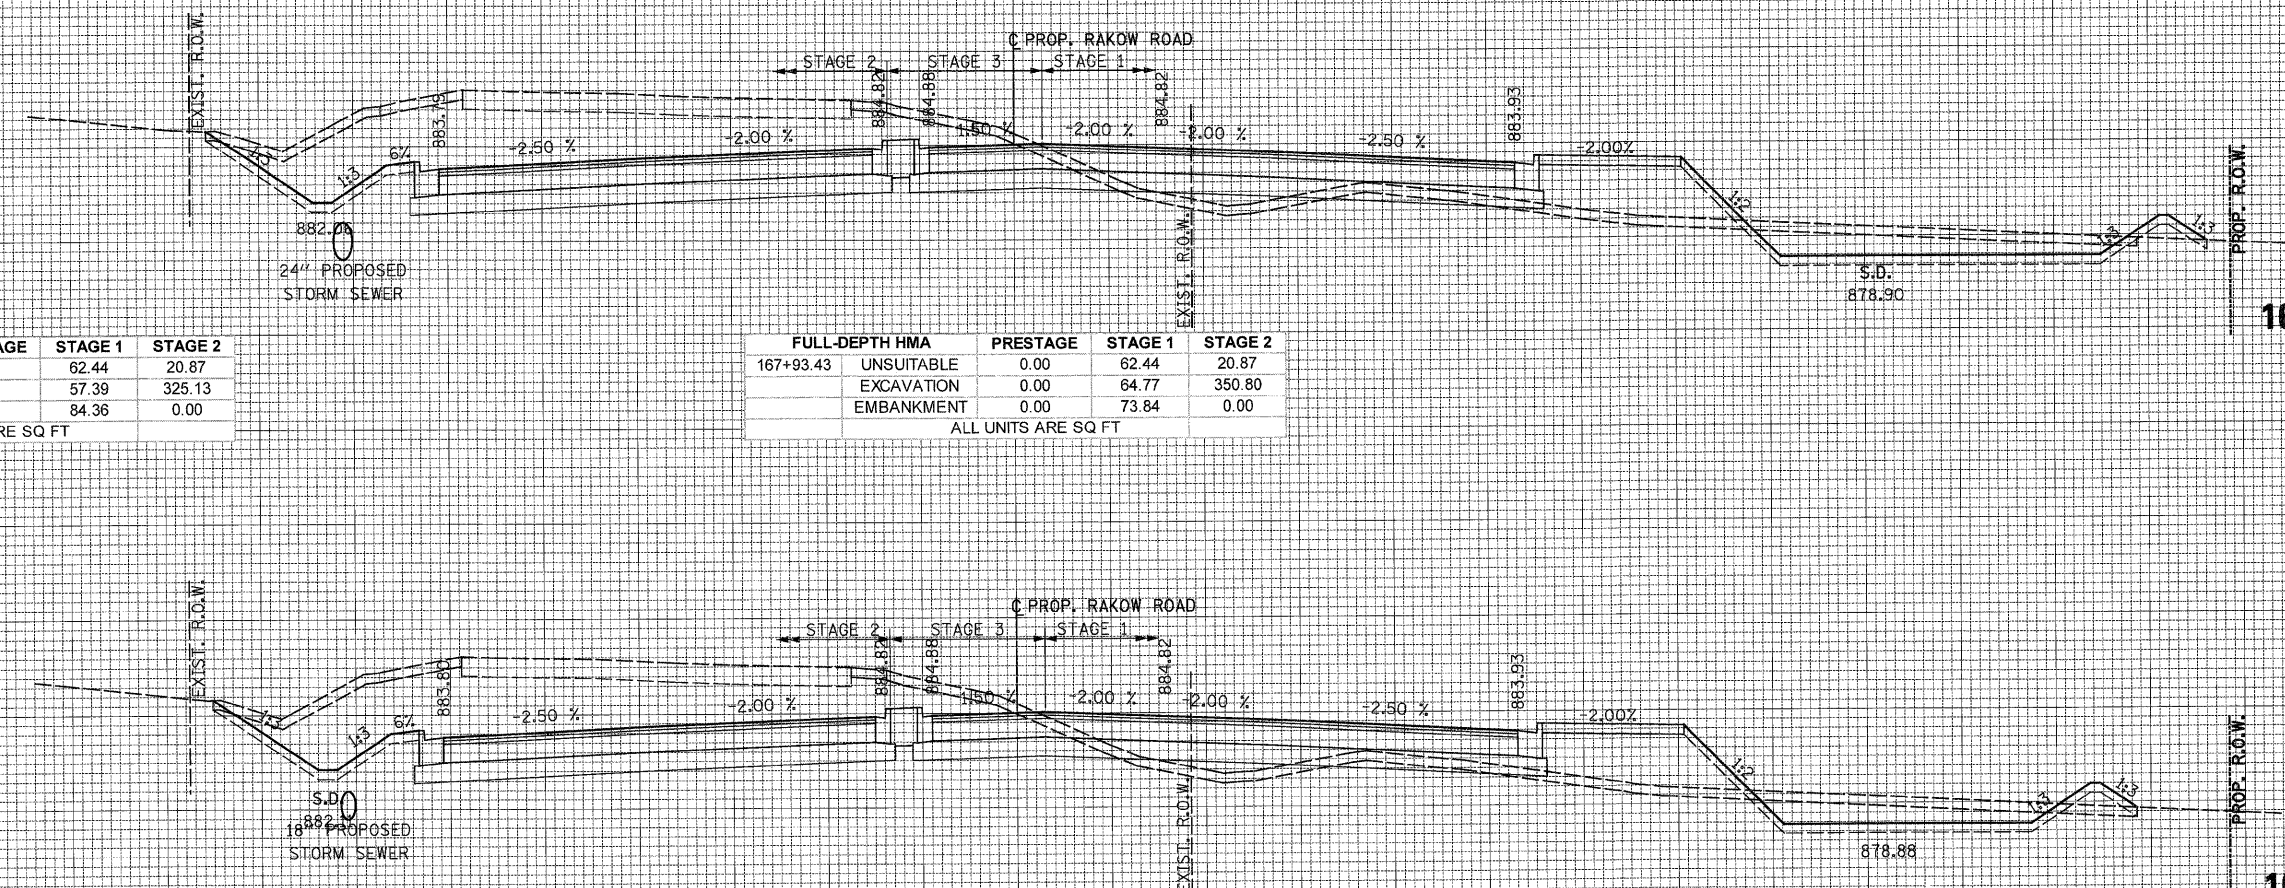 EXIST. R.O.W.
℄ PROP. RAKOW ROAD
STAGE 2 STAGE 3 STAGE 1
883.79 884.82 884.88 884.82 883.93
1:3 1:3 6% -2.50 % -2.00 % 1.50 % -2.00 % -2.00 % -2.50 % -2.00% 1:2 1:3 1:3
EXIST. R.O.W.
PROP. R.O.W.
24" PROPOSED
STORM SEWER
S.D.
878.90
STAGE 1 STAGE 2
62.44 20.87
57.39 325.13
84.36 0.00
SQ FT
FULL-DEPTH HMA PRESTAGE STAGE 1 STAGE 2
167+93.43 UNSUITABLE 0.00 62.44 20.87
EXCAVATION 0.00 64.77 350.80
EMBANKMENT 0.00 73.84 0.00
ALL UNITS ARE SQ FT
EXIST. R.O.W.
℄ PROP. RAKOW ROAD
STAGE 2 STAGE 3 STAGE 1
883.80 884.82 884.88 884.82 883.93
1:3 1:3 6% -2.50 % -2.00 % 1.50 % -2.00 % -2.00 % -2.50 % -2.00% 1:2 1:3 1:3
EXIST. R.O.W.
PROP. R.O.W.
S.D.
18" PROPOSED
STORM SEWER
878.88